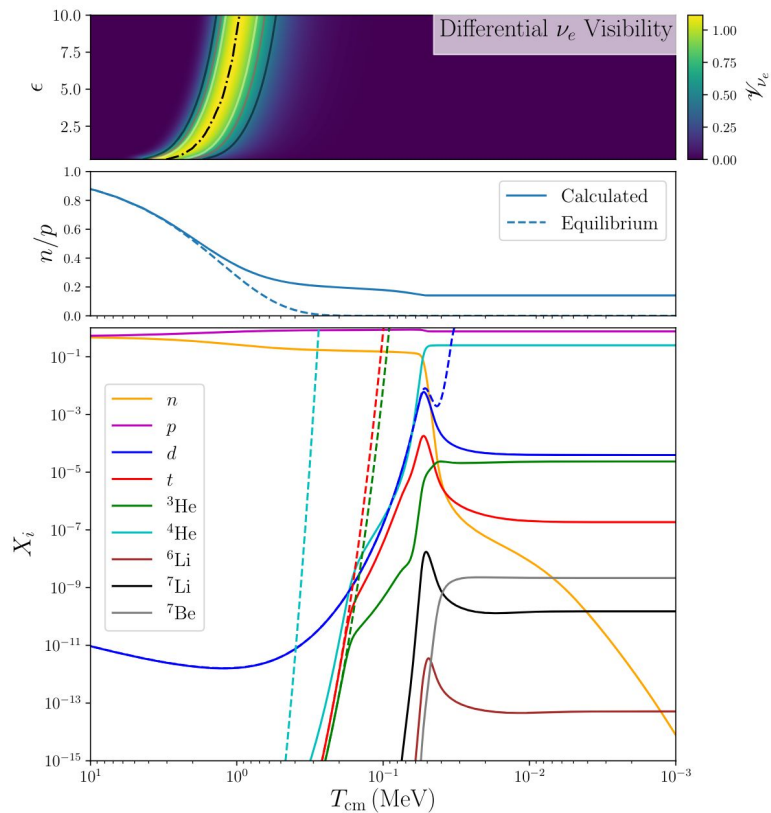 Differential ν_e Visibility
10.0
7.5
5.0
2.5
ϵ
1.00
0.75
0.50
0.25
0.00
𝒱_{ν_e}
1.0
0.8
0.6
0.4
0.2
0.0
n/p
Calculated
Equilibrium
10^{-1}
10^{-3}
10^{-5}
10^{-7}
10^{-9}
10^{-11}
10^{-13}
10^{-15}
X_i
n
p
d
t
^3He
^4He
^6Li
^7Li
^7Be
10^1 10^0 10^{-1} 10^{-2} 10^{-3}
T_cm (MeV)